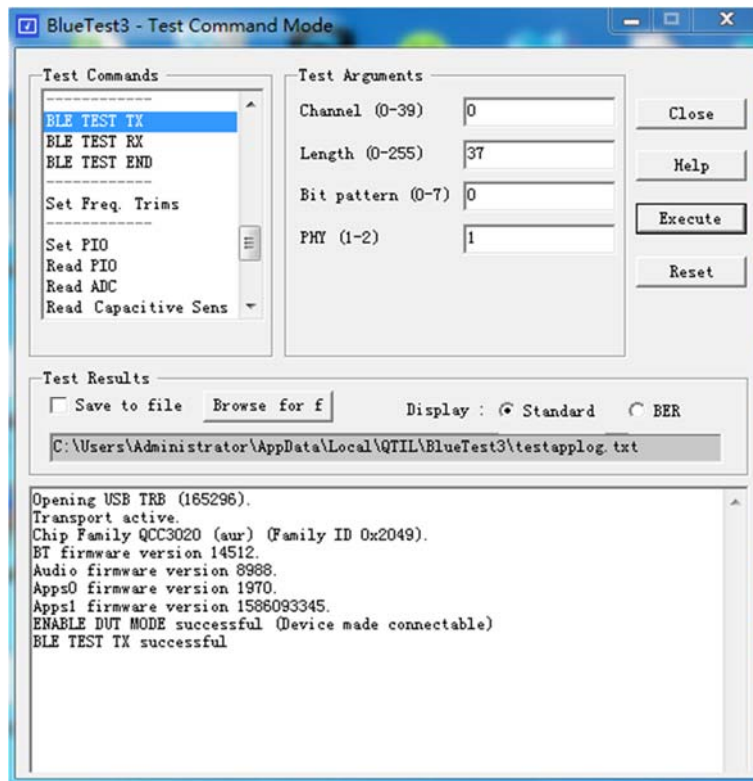 BlueTest3 - Test Command Mode
Test Commands
------------
BLE TEST TX
BLE TEST RX
BLE TEST END
------------
Set Freq. Trims
------------
Set PIO
Read PIO
Read ADC
Read Capacitive Sens
Test Arguments
Channel (0-39) 0
Length (0-255) 37
Bit pattern (0-7) 0
PHY (1-2) 1
Close
Help
Execute
Reset
Test Results
Save to file Browse for f Display : Standard BER
C:\Users\Administrator\AppData\Local\QTIL\BlueTest3\testapplog.txt
Opening USB TRB (165296).
Transport active.
Chip Family QCC3020 (aur) (Family ID 0x2049).
BT firmware version 14512.
Audio firmware version 8988.
Apps0 firmware version 1970.
Apps1 firmware version 1586093345.
ENABLE DUT MODE successful (Device made connectable)
BLE TEST TX successful